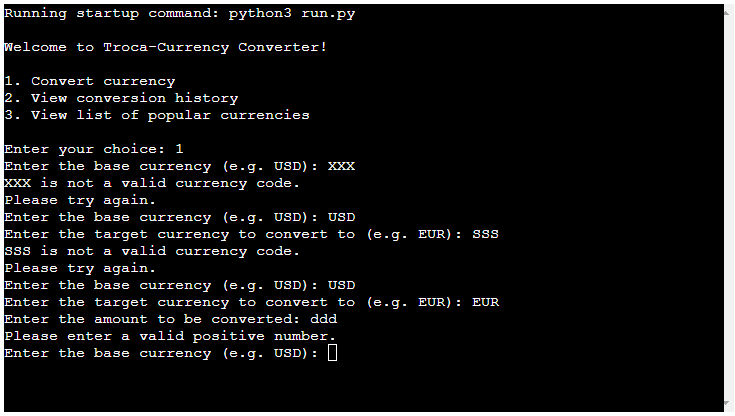 Running startup command: python3 run.py
Welcome to Troca-Currency Converter!
1. Convert currency
2. View conversion history
3. View list of popular currencies
Enter your choice: 1
Enter the base currency (e.g. USD): XXX
XXX is not a valid currency code.
Please try again.
Enter the base currency (e.g. USD): USD
Enter the target currency to convert to (e.g. EUR): SSS
SSS is not a valid currency code.
Please try again.
Enter the base currency (e.g. USD): USD
Enter the target currency to convert to (e.g. EUR): EUR
Enter the amount to be converted: ddd
Please enter a valid positive number.
Enter the base currency (e.g. USD):